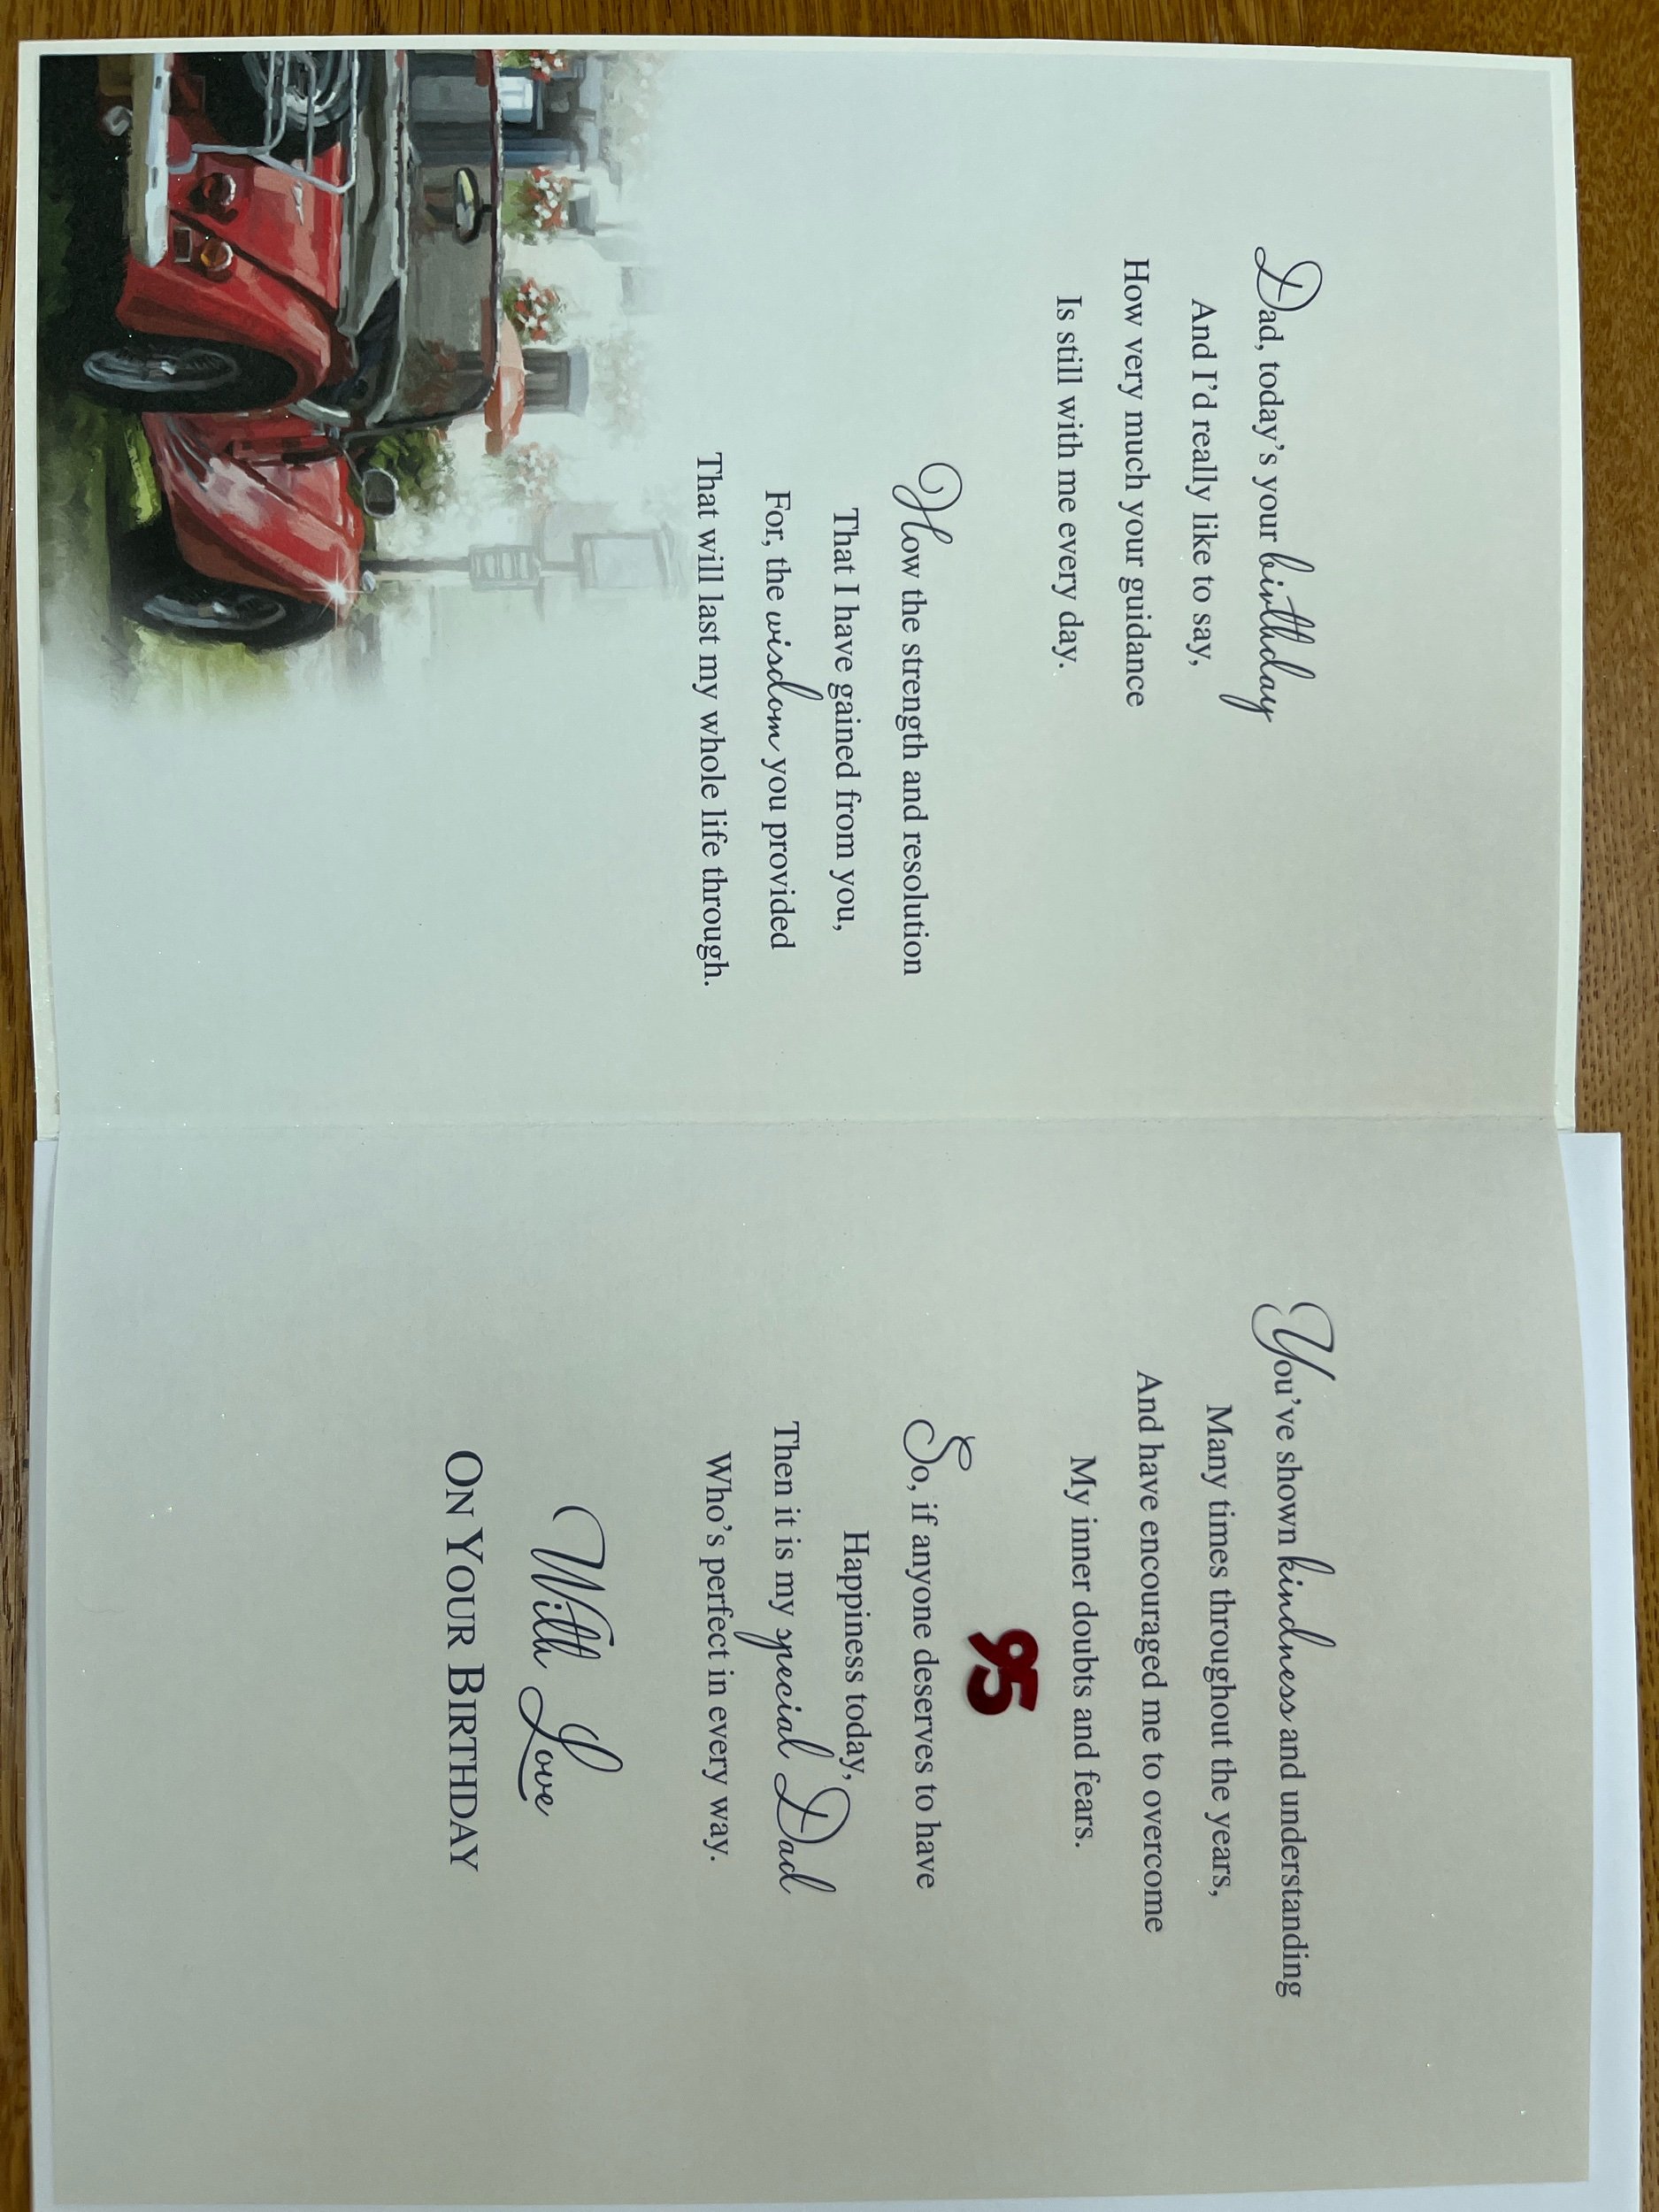 Dad, today's your birthday
And I'd really like to say,
How very much your guidance
Is still with me every day.
How the strength and resolution
That I have gained from you,
For, the wisdom you provided
That will last my whole life through.
You've shown kindness and understanding
Many times throughout the years,
And have encouraged me to overcome
My inner doubts and fears.
95
So, if anyone deserves to have
Happiness today,
Then it is my special Dad
Who's perfect in every way.
With Love
ON YOUR BIRTHDAY